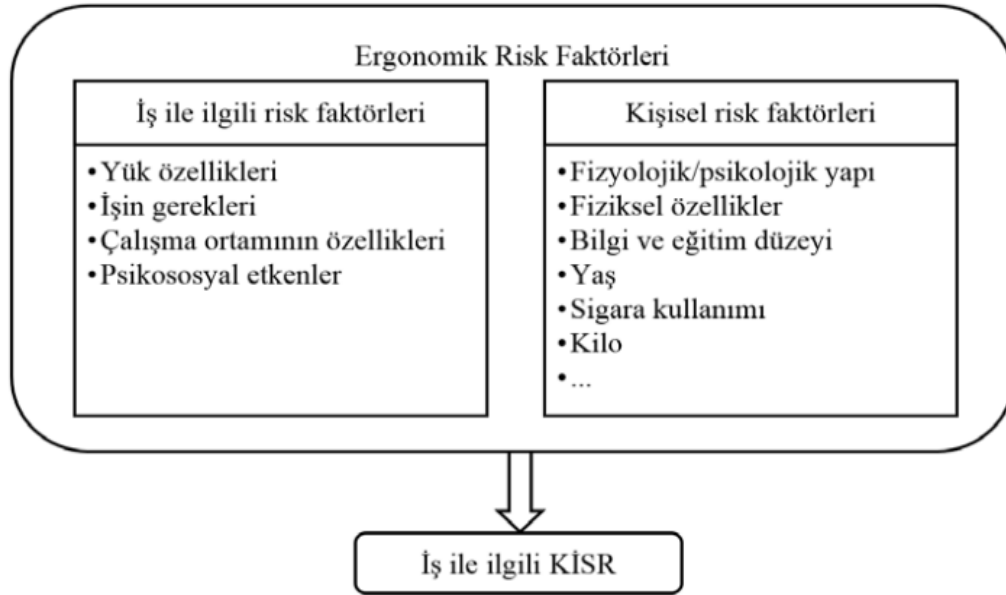 Ergonomik Risk Faktörleri
İş ile ilgili risk faktörleri
•Yük özellikleri
•İşin gerekleri
•Çalışma ortamının özellikleri
•Psikososyal etkenler
Kişisel risk faktörleri
•Fizyolojik/psikolojik yapı
•Fiziksel özellikler
•Bilgi ve eğitim düzeyi
•Yaş
•Sigara kullanımı
•Kilo
•...
İş ile ilgili KİSR